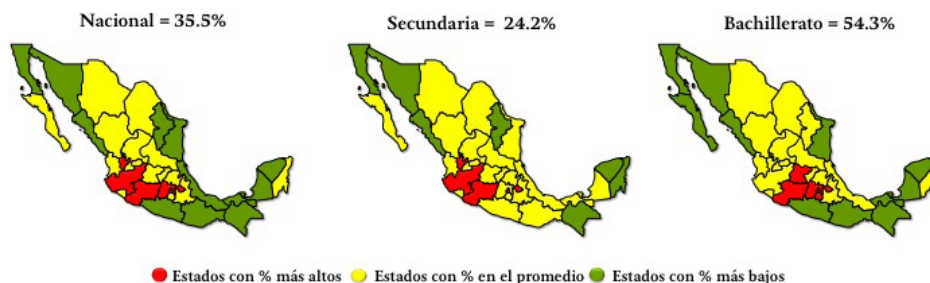 Nacional = 35.5%
Secundaria = 24.2%
Bachillerato = 54.3%
Estados con % más altos
Estados con % en el promedio
Estados con % más bajos